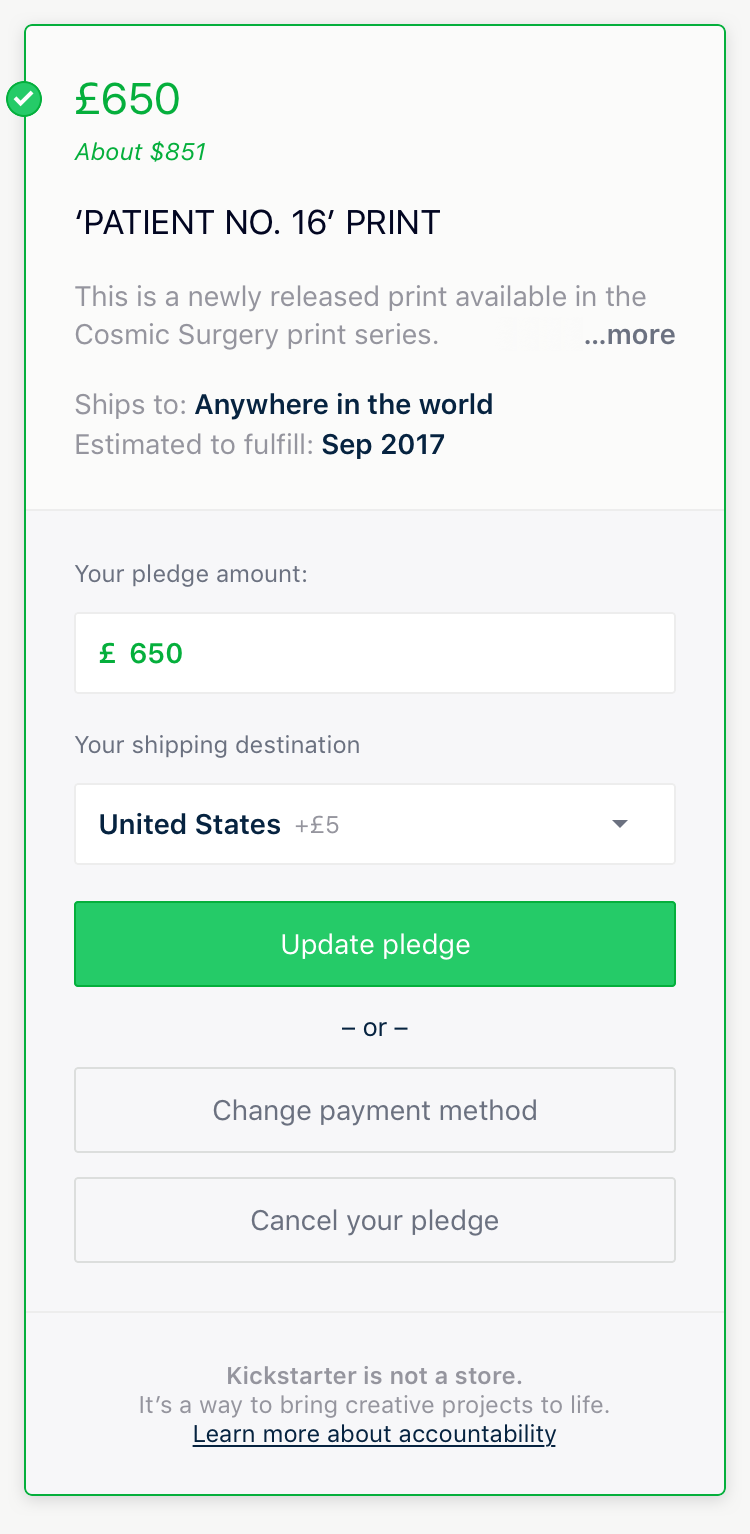 £650
About $851
‘PATIENT NO. 16’ PRINT
This is a newly released print available in the
Cosmic Surgery print series. ...more
Ships to: Anywhere in the world
Estimated to fulfill: Sep 2017
Your pledge amount:
£ 650
Your shipping destination
United States +£5
Update pledge
– or –
Change payment method
Cancel your pledge
Kickstarter is not a store.
It’s a way to bring creative projects to life.
Learn more about accountability